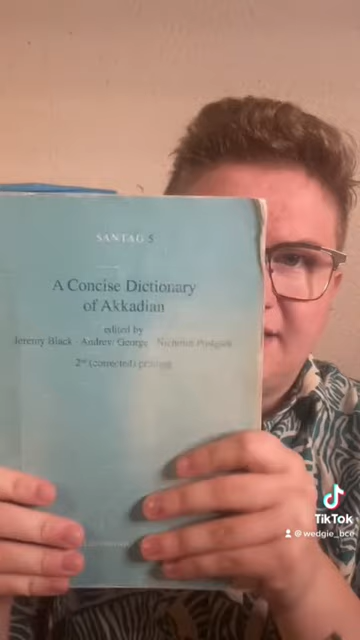 SANTAG 5
A Concise Dictionary
of Akkadian
edited by
Jeremy Black Andrew George Nicholas Postgate
2nd (corrected) printing
TikTok
@wedgie_bce